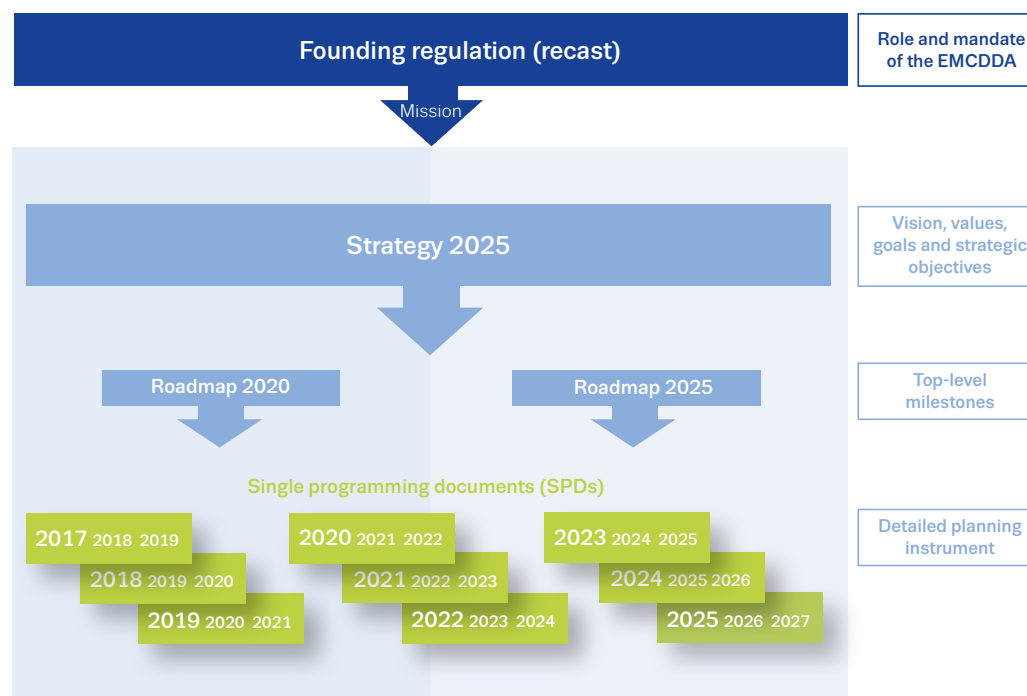 Founding regulation (recast)
Role and mandate
of the EMCDDA
Mission
Strategy 2025
Vision, values,
goals and strategic
objectives
Roadmap 2020
Roadmap 2025
Top-level
milestones
Single programming documents (SPDs)
2017 2018 2019
2018 2019 2020
2019 2020 2021
2020 2021 2022
2021 2022 2023
2022 2023 2024
2023 2024 2025
2024 2025 2026
2025 2026 2027
Detailed planning
instrument